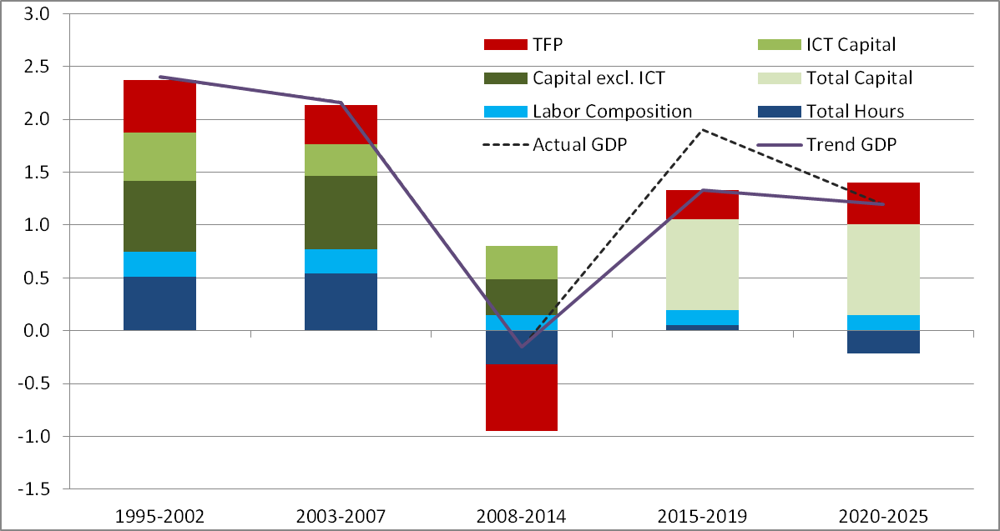 3.0
2.5
2.0
1.5
1.0
0.5
0.0
-0.5
-1.0
-1.5
TFP ICT Capital
Capital excl. ICT Total Capital
Labor Composition Total Hours
Actual GDP Trend GDP
1995-2002 2003-2007 2008-2014 2015-2019 2020-2025